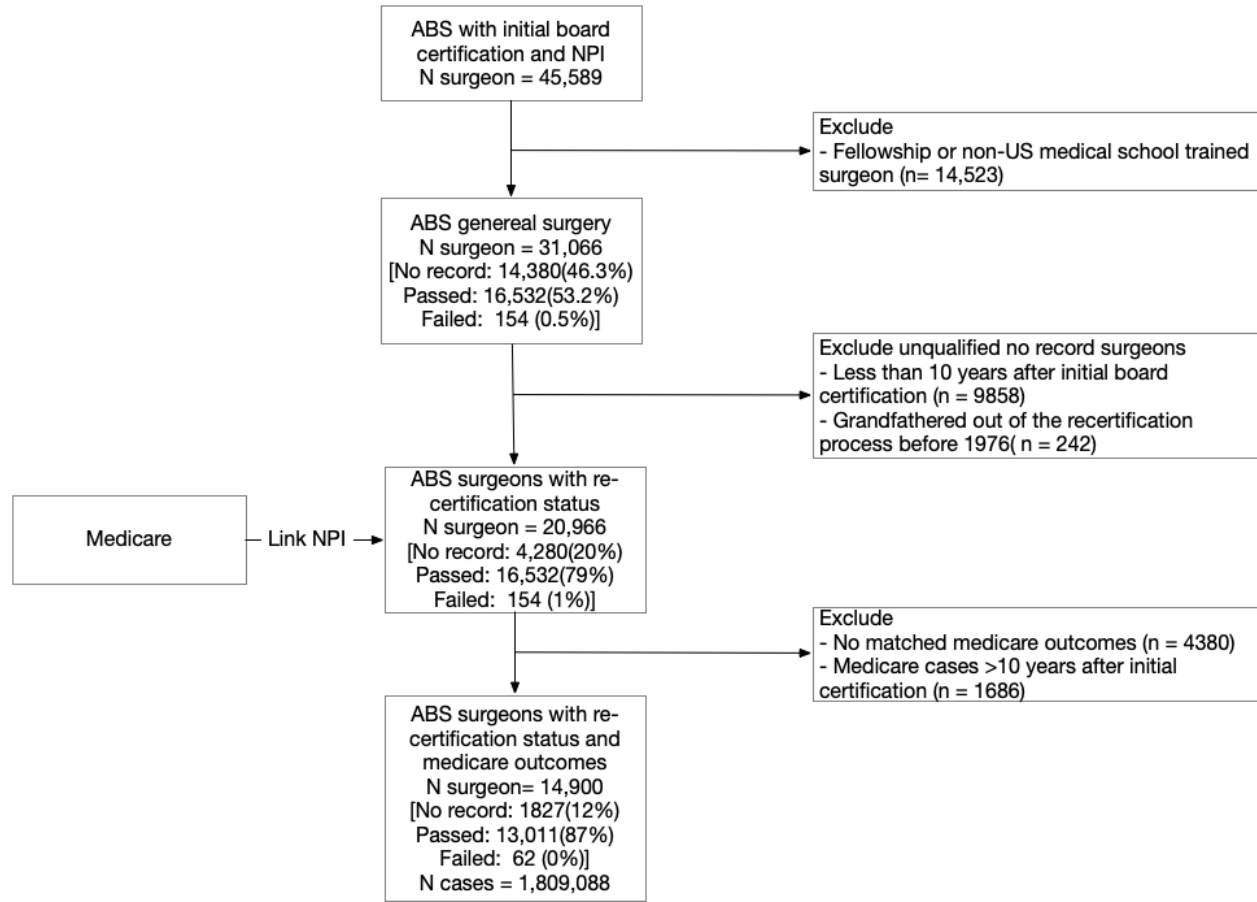 ABS with initial board
certification and NPI
N surgeon = 45,589
Exclude
- Fellowship or non-US medical school trained
surgeon (n= 14,523)
ABS genereal surgery
N surgeon = 31,066
[No record: 14,380(46.3%)
Passed: 16,532(53.2%)
Failed:  154 (0.5%)]
Exclude unqualified no record surgeons
- Less than 10 years after initial board
certification (n = 9858)
- Grandfathered out of the recertification
process before 1976( n = 242)
Medicare
Link NPI
ABS surgeons with re-
certification status
N surgeon = 20,966
[No record: 4,280(20%)
Passed: 16,532(79%)
Failed:  154 (1%)]
Exclude
- No matched medicare outcomes (n = 4380)
- Medicare cases >10 years after initial
certification (n = 1686)
ABS surgeons with re-
certification status and
medicare outcomes
N surgeon= 14,900
[No record: 1827(12%)
Passed: 13,011(87%)
Failed:  62 (0%)]
N cases = 1,809,088